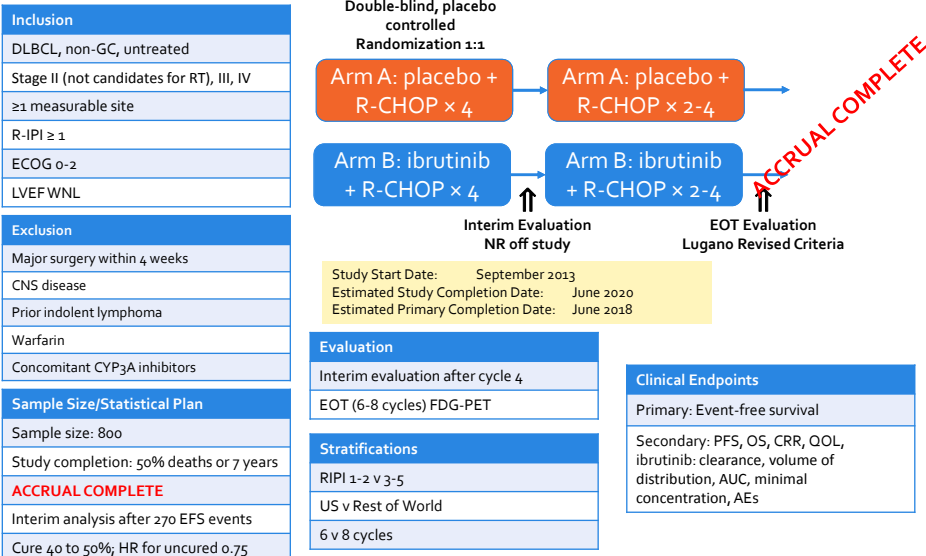 Inclusion
DLBCL, non-GC, untreated
Stage II (not candidates for RT), III, IV
≥1 measurable site
R-IPI ≥ 1
ECOG 0-2
LVEF WNL
Exclusion
Major surgery within 4 weeks
CNS disease
Prior indolent lymphoma
Warfarin
Concomitant CYP3A inhibitors
Sample Size/Statistical Plan
Sample size: 800
Study completion: 50% deaths or 7 years
ACCRUAL COMPLETE
Interim analysis after 270 EFS events
Cure 40 to 50%; HR for uncured 0.75
Double-blind, placebo
controlled
Randomization 1:1
Arm A: placebo +
R-CHOP × 4
Arm A: placebo +
R-CHOP × 2-4
Arm B: ibrutinib
+ R-CHOP × 4
Arm B: ibrutinib
+ R-CHOP × 2-4
ACCRUAL COMPLETE
Interim Evaluation
NR off study
EOT Evaluation
Lugano Revised Criteria
Study Start Date: September 2013
Estimated Study Completion Date: June 2020
Estimated Primary Completion Date: June 2018
Evaluation
Interim evaluation after cycle 4
EOT (6-8 cycles) FDG-PET
Stratifications
RIPI 1-2 v 3-5
US v Rest of World
6 v 8 cycles
Clinical Endpoints
Primary: Event-free survival
Secondary: PFS, OS, CRR, QOL,
ibrutinib: clearance, volume of
distribution, AUC, minimal
concentration, AEs